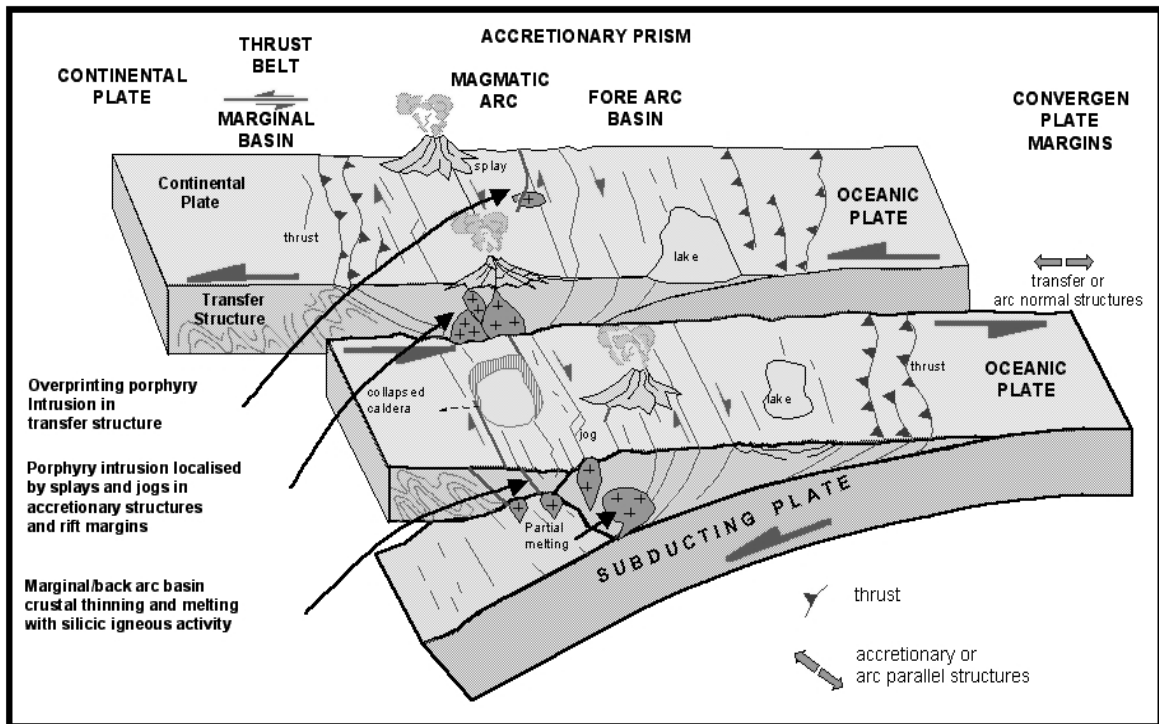 ACCRETIONARY PRISM
THRUST
BELT
CONTINENTAL
PLATE
MARGINAL
BASIN
MAGMATIC
ARC
FORE ARC
BASIN
CONVERGEN
PLATE
MARGINS
splay
Continental
Plate
OCEANIC
PLATE
thrust
lake
transfer or
arc normal structures
Transfer
Structure
OCEANIC
PLATE
thrust
Overprinting porphyry
Intrusion in
transfer structure
collapsed
caldera
lake
jog
Porphyry intrusion localised
by splays and jogs in
accretionary structures
and rift margins
Partial
melting
SUBDUCTING PLATE
Marginal/back arc basin
crustal thinning and melting
with silicic igneous activity
thrust
accretionary or
arc parallel structures